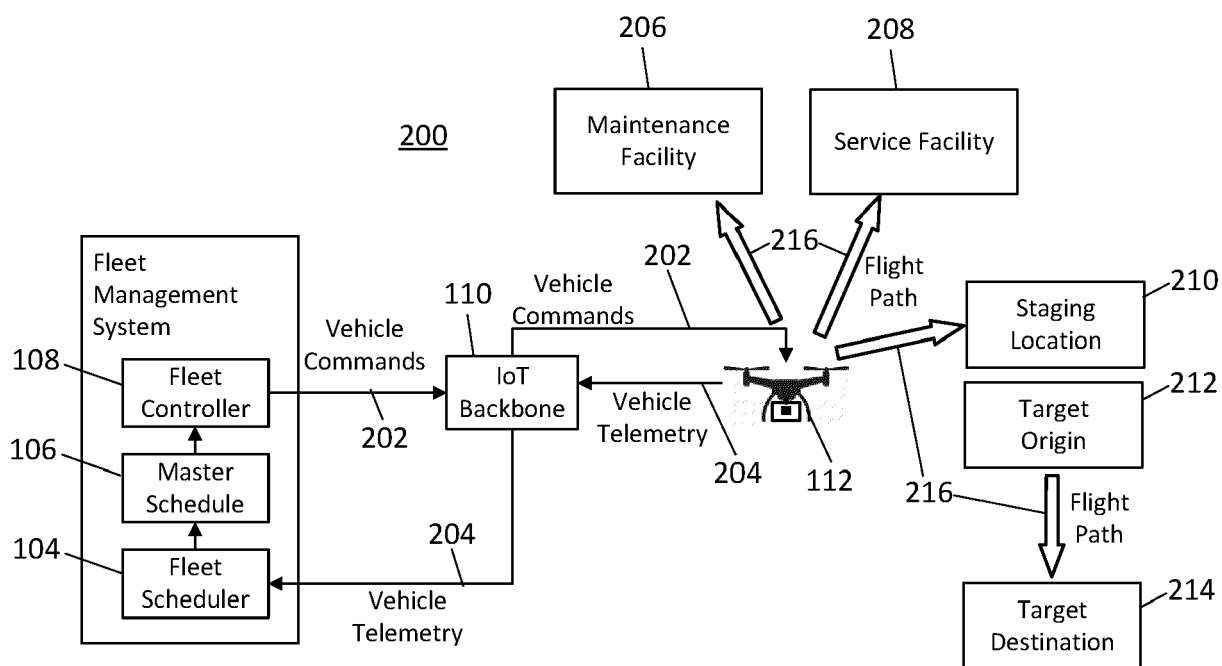 206
208
200
Maintenance
Facility
Service Facility
216
202
Flight
Path
210
Staging
Location
Fleet
Management
System
110
Vehicle
Commands
Vehicle
Commands
108
Fleet
Controller
IoT
Backbone
202
Vehicle
Telemetry
204
112
212
Target
Origin
106
Master
Schedule
216
Flight
Path
104
Fleet
Scheduler
204
Vehicle
Telemetry
Target
Destination
214